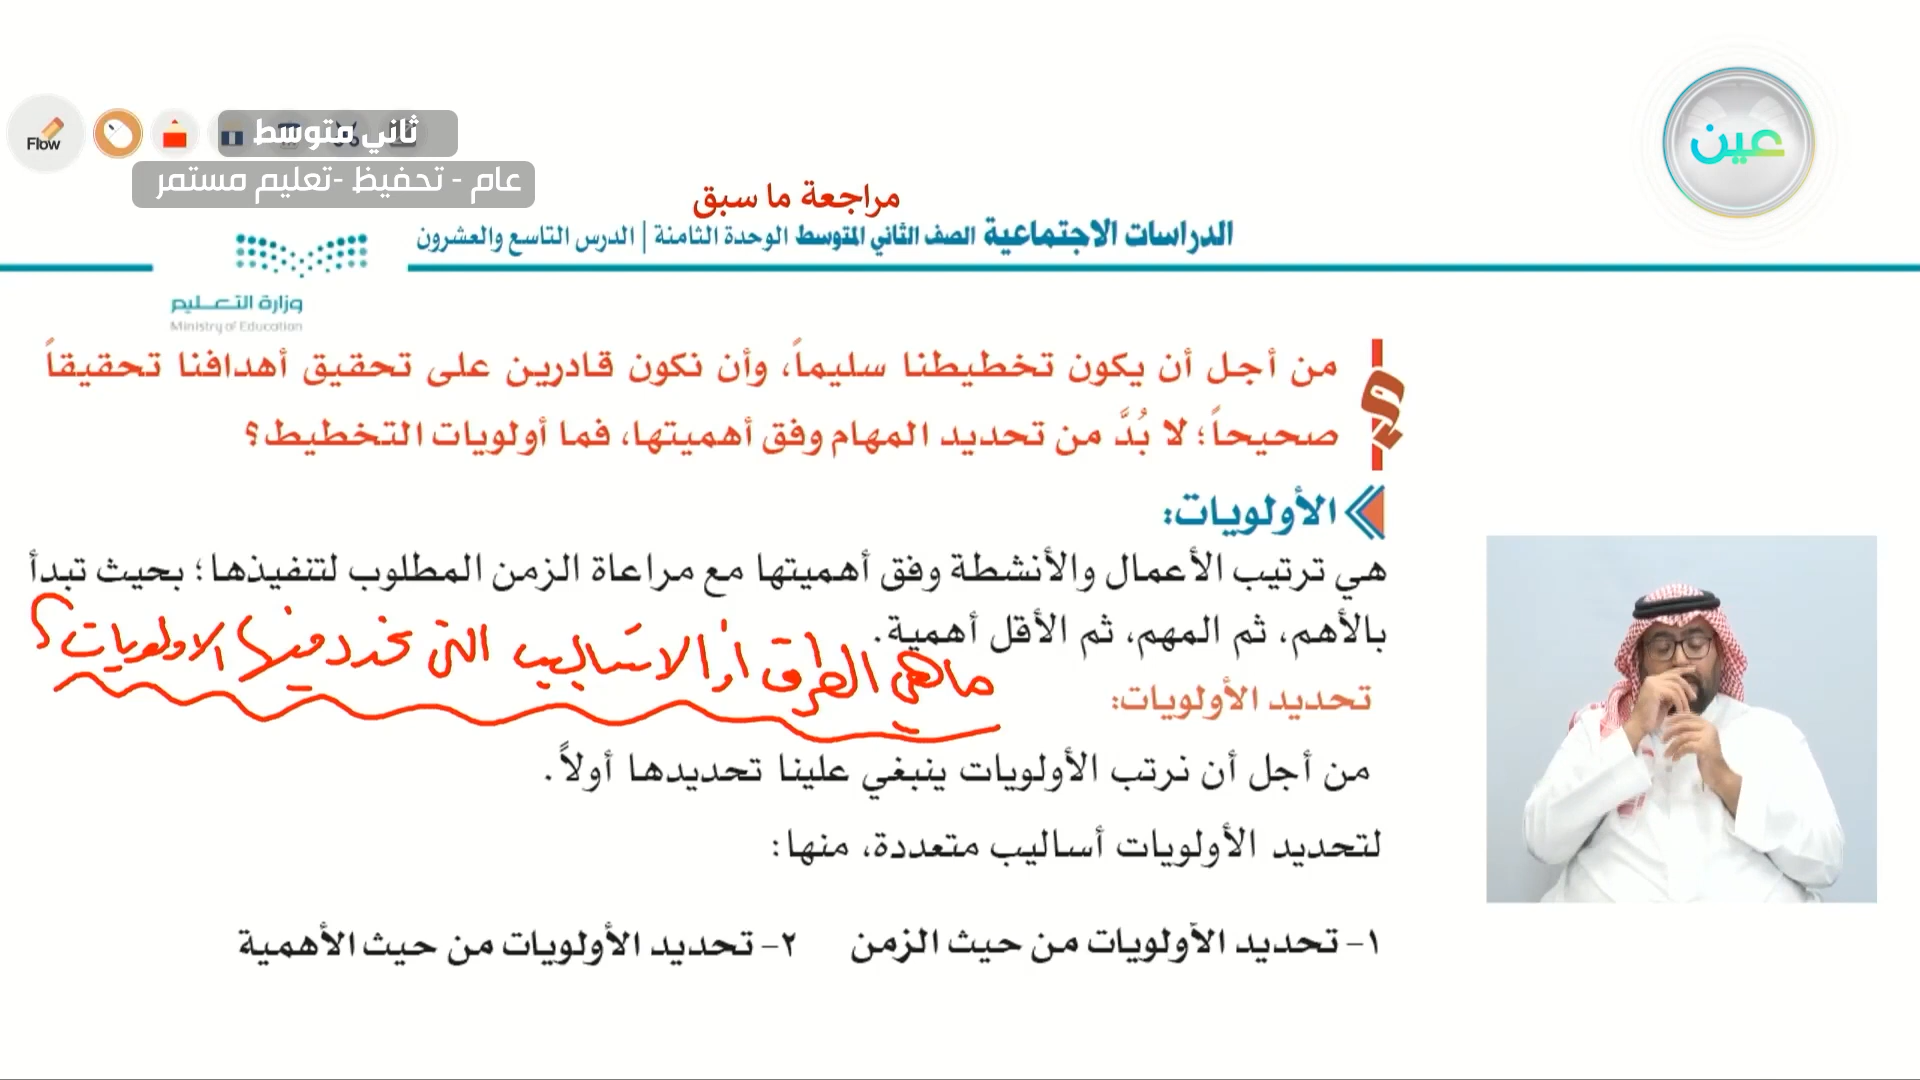 عين
Flow
ثاني متوسط
عام - تحفيظ -تعليم مستمر
مراجعة ما سبق
الدراسات الاجتماعية الصف الثاني المتوسط الوحدة الثامنة | الدرس التاسع والعشرون
وزارة التعـــليم
Ministry of Education
من أجل أن يكون تخطيطنا سليماً، وأن نكون قادرين على تحقيق أهدافنا تحقيقاً
صحيحاً؛ لا بُدَّ من تحديد المهام وفق أهميتها، فما أولويات التخطيط؟
الأولويات:
هي ترتيب الأعمال والأنشطة وفق أهميتها مع مراعاة الزمن المطلوب لتنفيذها؛ بحيث تبدأ
بالأهم، ثم المهم، ثم الأقل أهمية.
ماهي الطرق او الاساليب التي نحدد منها الاولويات؟
تحديد الأولويات:
من أجل أن نرتب الأولويات ينبغي علينا تحديدها أولاً.
لتحديد الأولويات أساليب متعددة، منها:
١- تحديد الأولويات من حيث الزمن ٢- تحديد الأولويات من حيث الأهمية